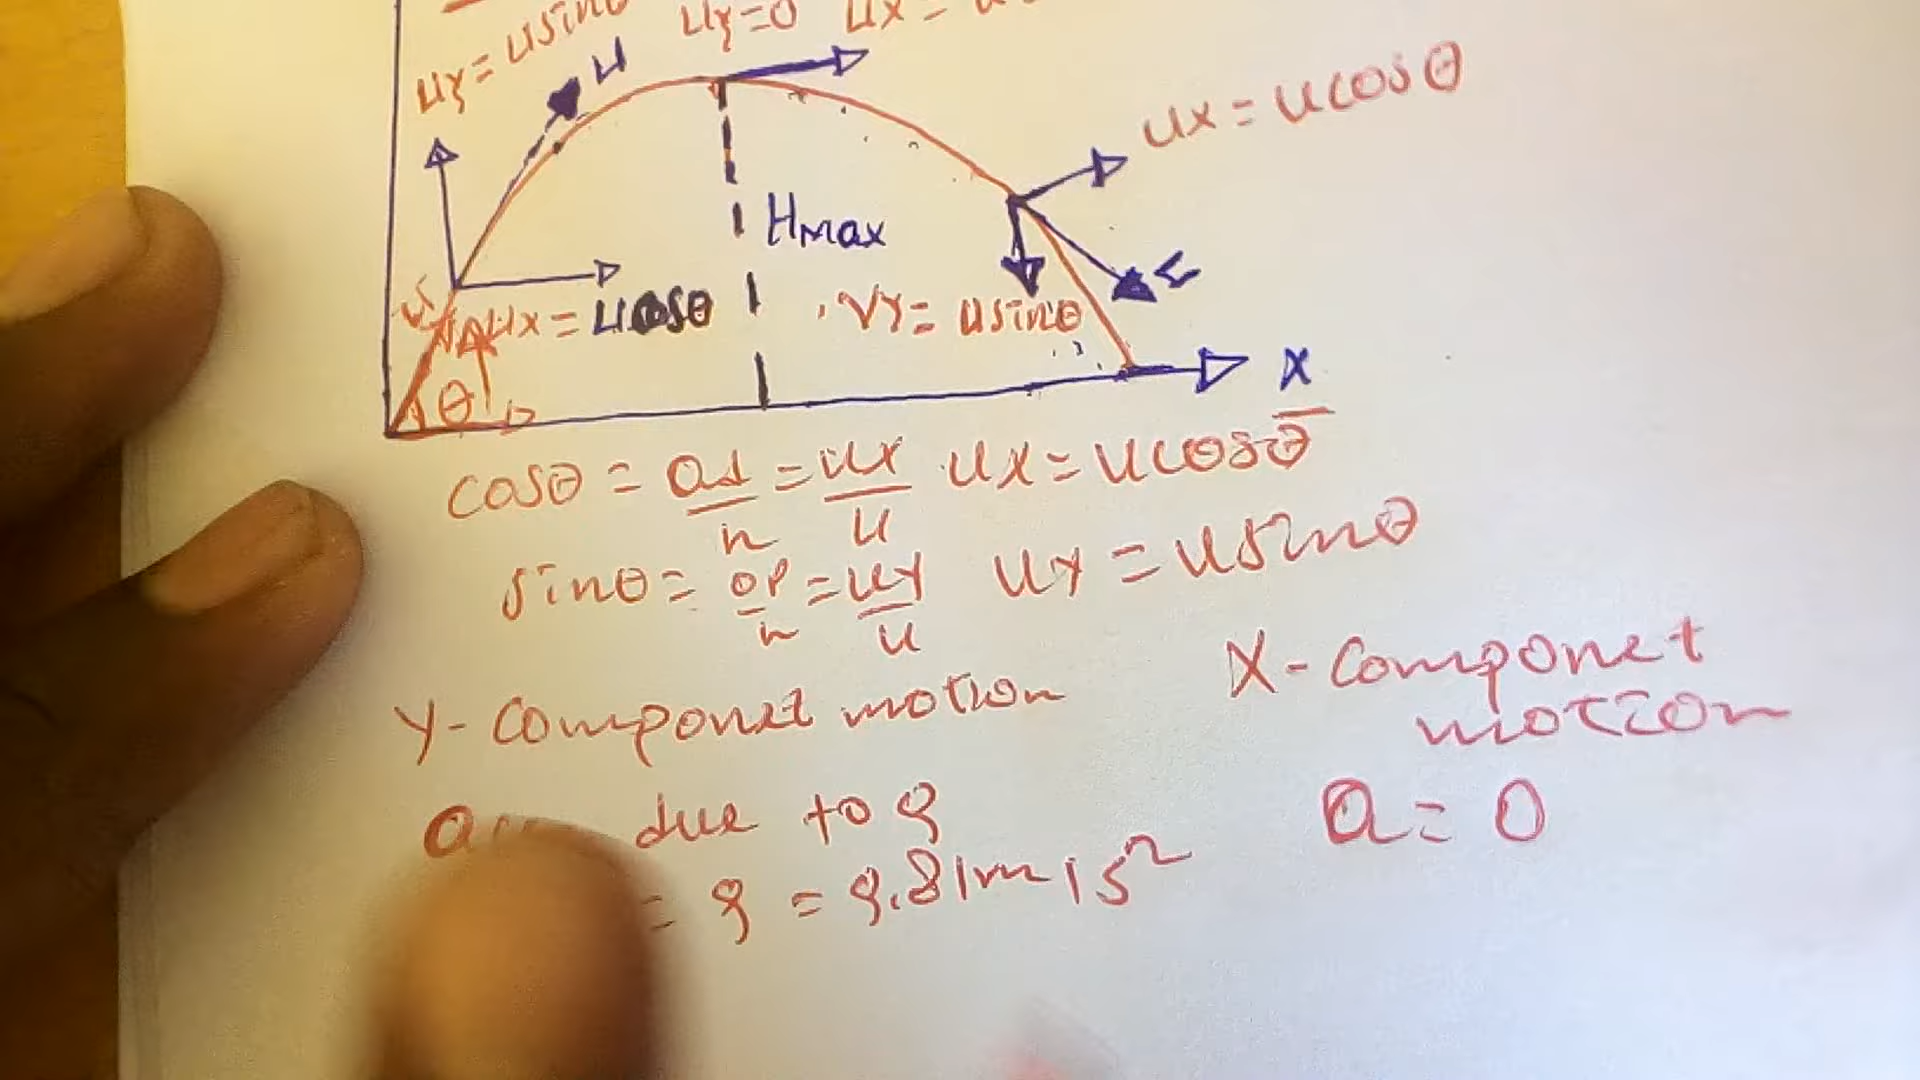 uy = usinθ
uy = 0 ux =
u
ux = ucosθ
Hmax
u
ux = ucosθ
Vy = usinθ
θ
X
cosθ = ad/h = ux/u ux = ucosθ
sinθ = op/h = uy/u uy = usinθ
Y- Componet motion
X- Componet
motion
due to g
a = 0
= g = 9.81m/s²